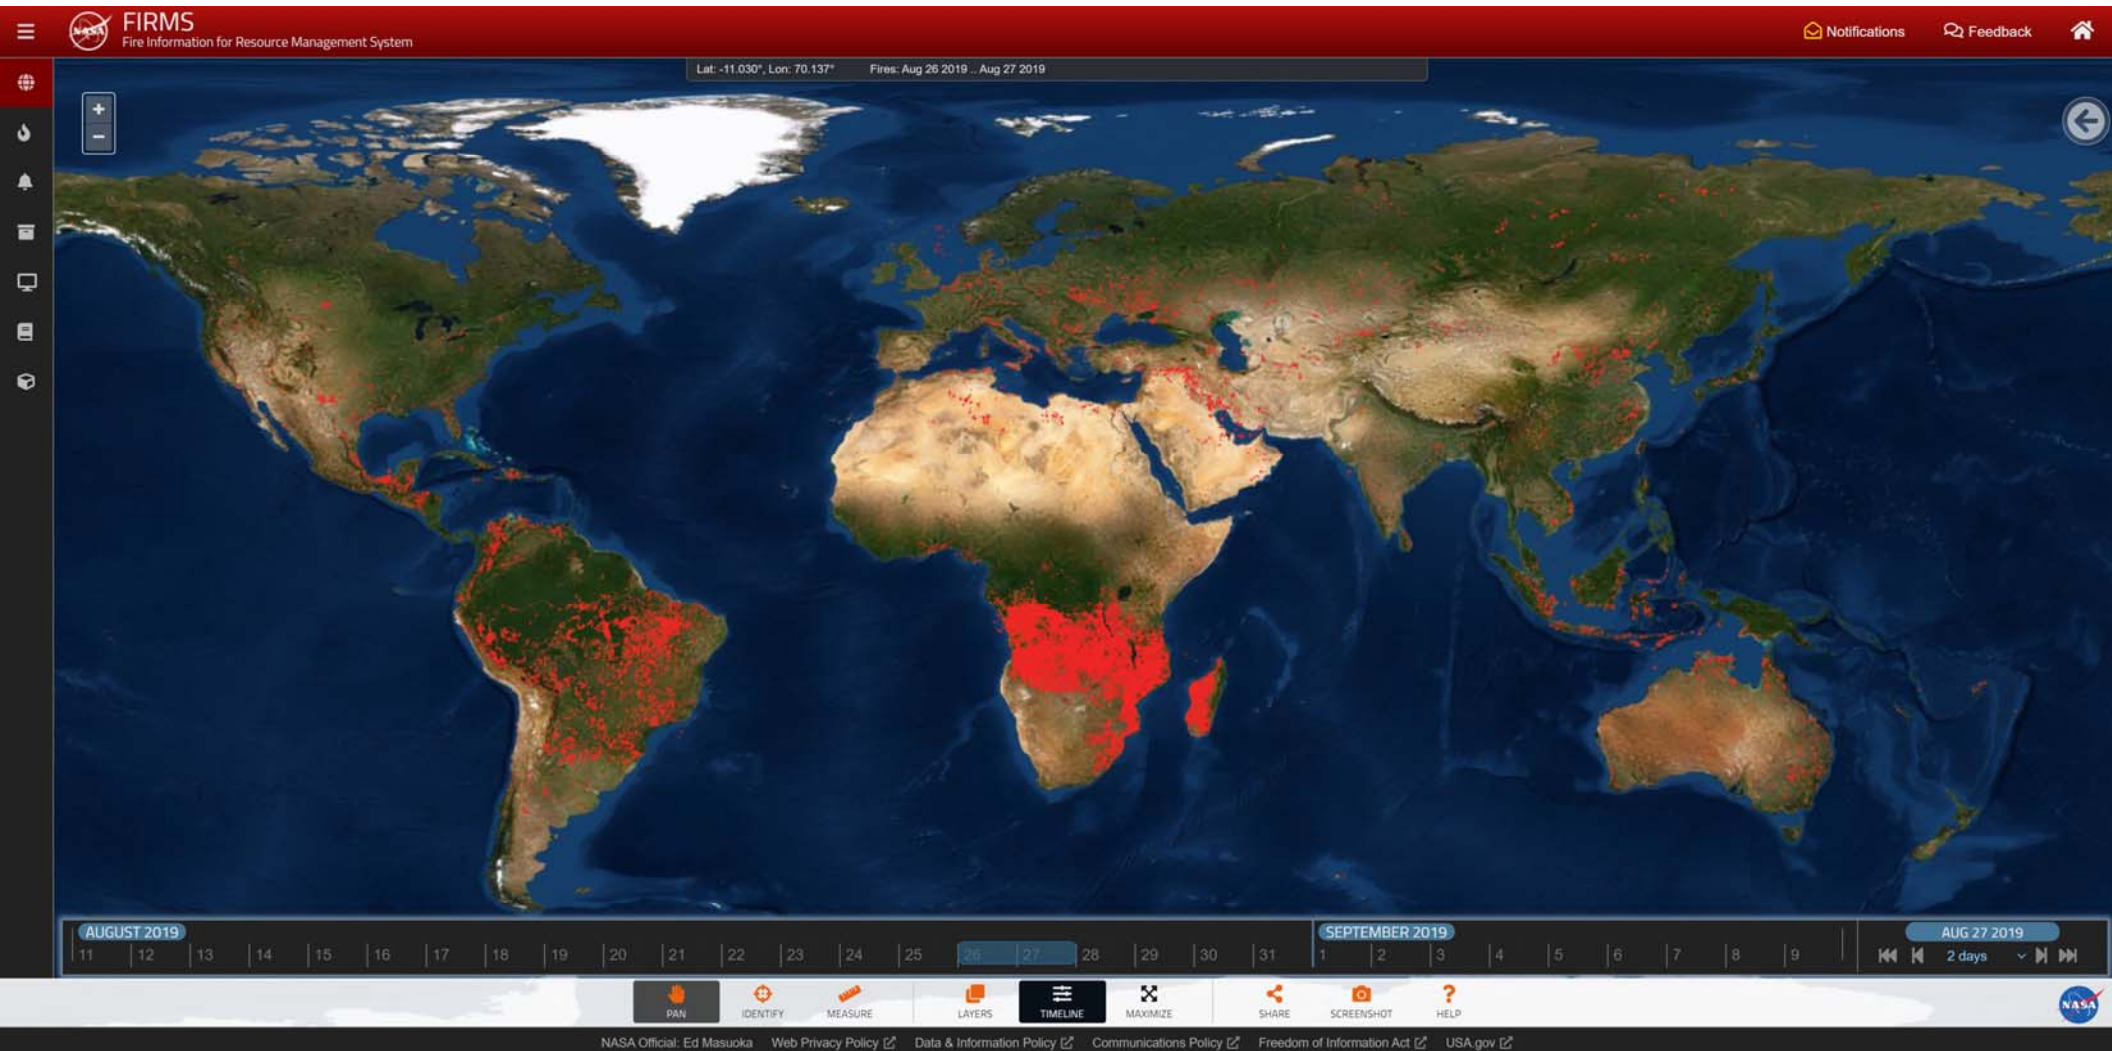 FIRMS
Fire Information for Resource Management System
Notifications
Feedback
Lat: -11.030°, Lon: 70.137° Fires: Aug 26 2019 .. Aug 27 2019
+
−
AUGUST 2019
SEPTEMBER 2019
AUG 27 2019
11 12 13 14 15 16 17 18 19 20 21 22 23 24 25 26 27 28 29 30 31 1 2 3 4 5 6 7 8 9
2 days
PAN IDENTIFY MEASURE LAYERS TIMELINE MAXIMIZE SHARE SCREENSHOT HELP
NASA
NASA Official: Ed Masuoka Web Privacy Policy Data & Information Policy Communications Policy Freedom of Information Act USA.gov